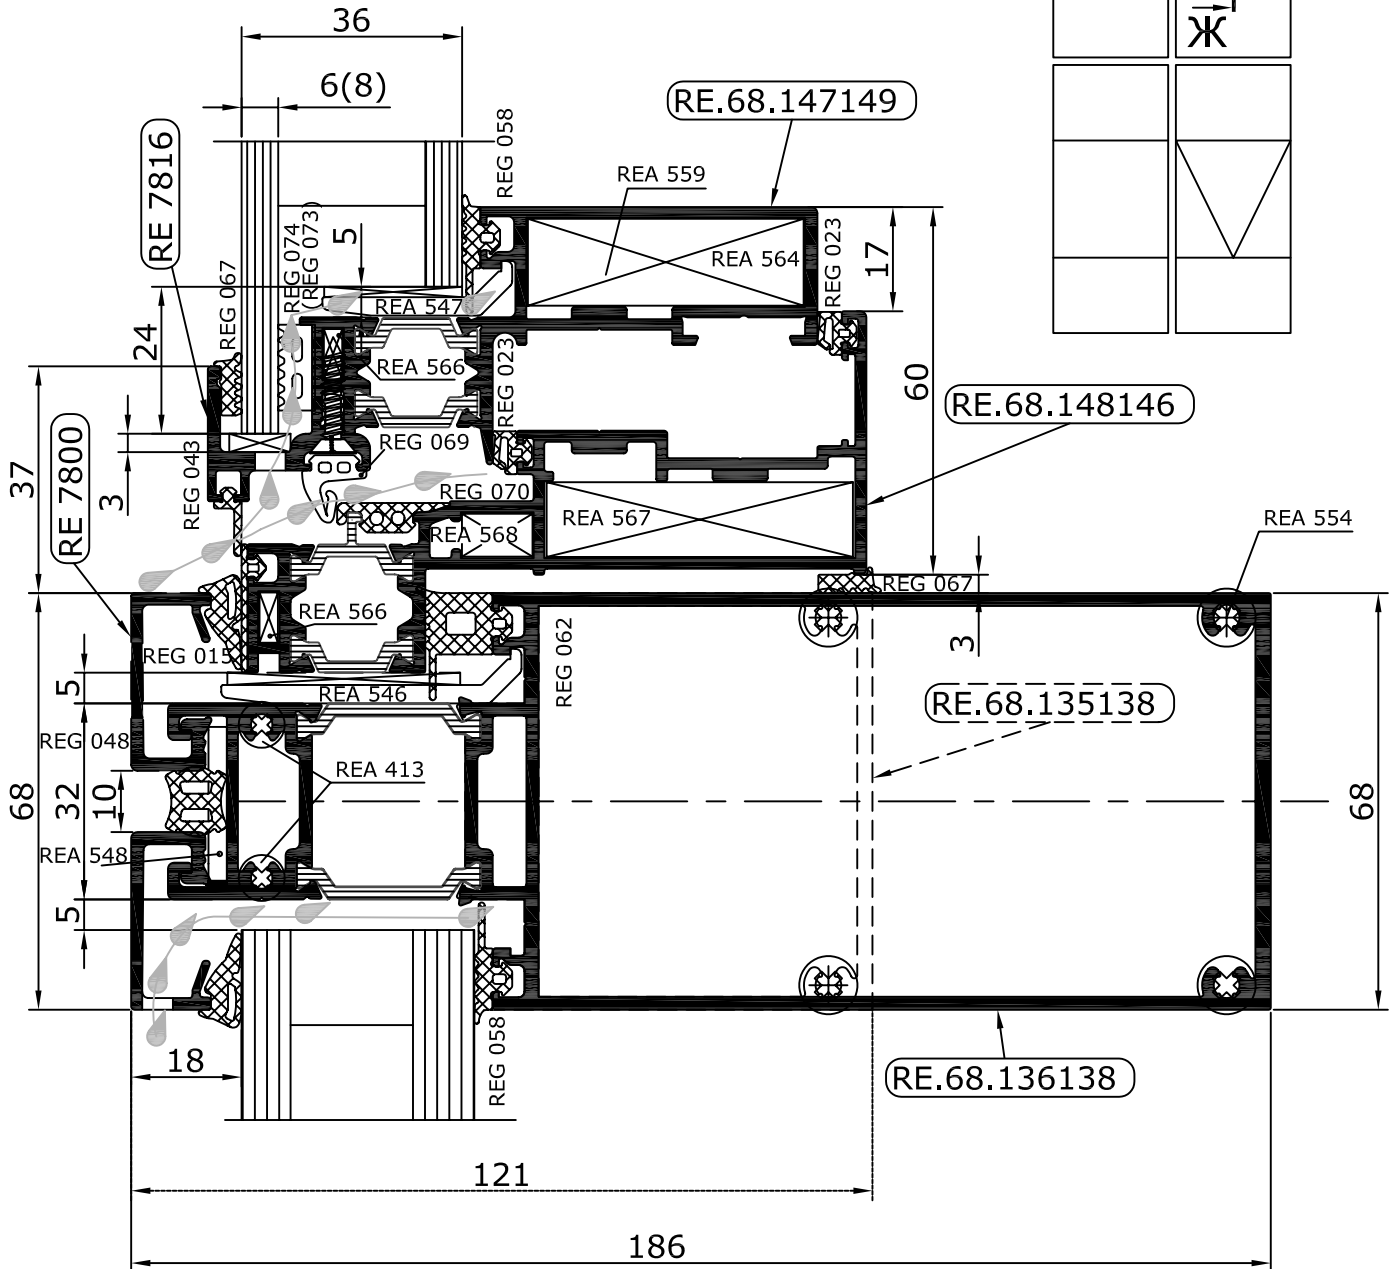 36
Ж
6(8)
RE.68.147149
REG 058
RE 7816
REA 559
REG 074
(REG 073)
5
REG 067
REA 564
REG 023
17
REA 547
24
REA 566
REG 023
60
RE.68.148146
37
3
REG 043
REG 069
RE 7800
REG 070
REA 567
REA 568
REA 554
REG 067
REA 566
3
REG 015
REG 062
5
REA 546
RE.68.135138
REG 048
REA 413
68
32
10
68
REA 548
5
18
REG 058
RE.68.136138
121
186